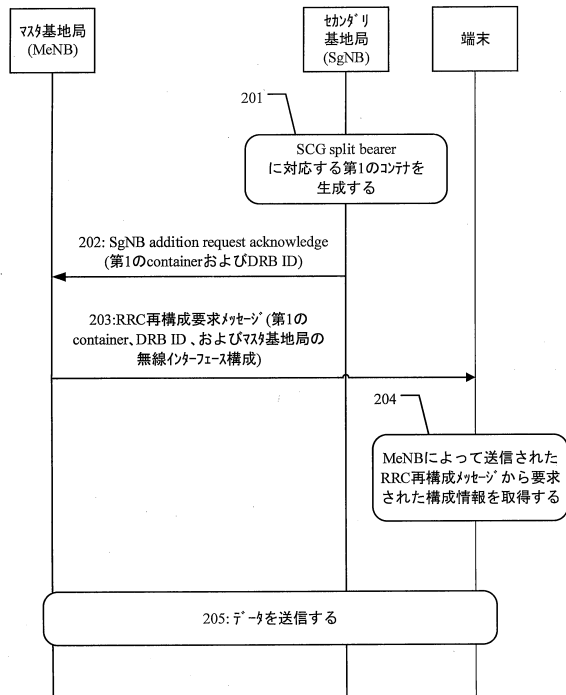 ﾏｽﾀ基地局
(MeNB)
ｾｶﾝﾀﾞﾘ
基地局
(SgNB)
端末
201
SCG split bearer
に対応する第1のｺﾝﾃﾅを
生成する
202: SgNB addition request acknowledge
(第1のcontainerおよびDRB ID)
203:RRC再構成要求ﾒｯｾｰｼﾞ(第1の
container、DRB ID 、およびﾏｽﾀ基地局の
無線ｲﾝﾀｰﾌｪｰｽ構成)
204
MeNBによって送信された
RRC再構成ﾒｯｾｰｼﾞから要求
された構成情報を取得する
205: ﾃﾞｰﾀを送信する